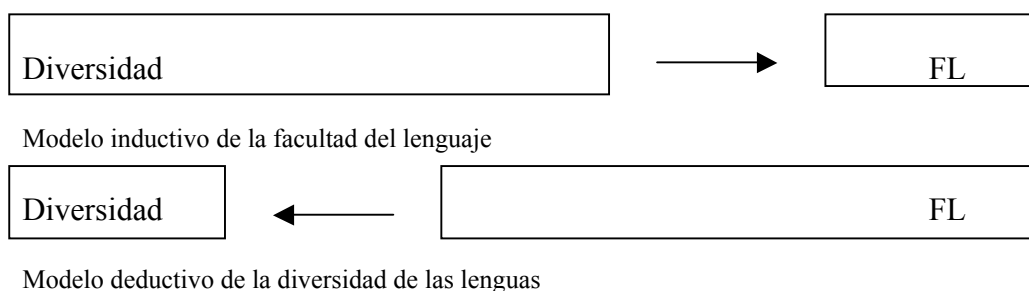 Diversidad FL
Modelo inductivo de la facultad del lenguaje
Diversidad FL
Modelo deductivo de la diversidad de las lenguas